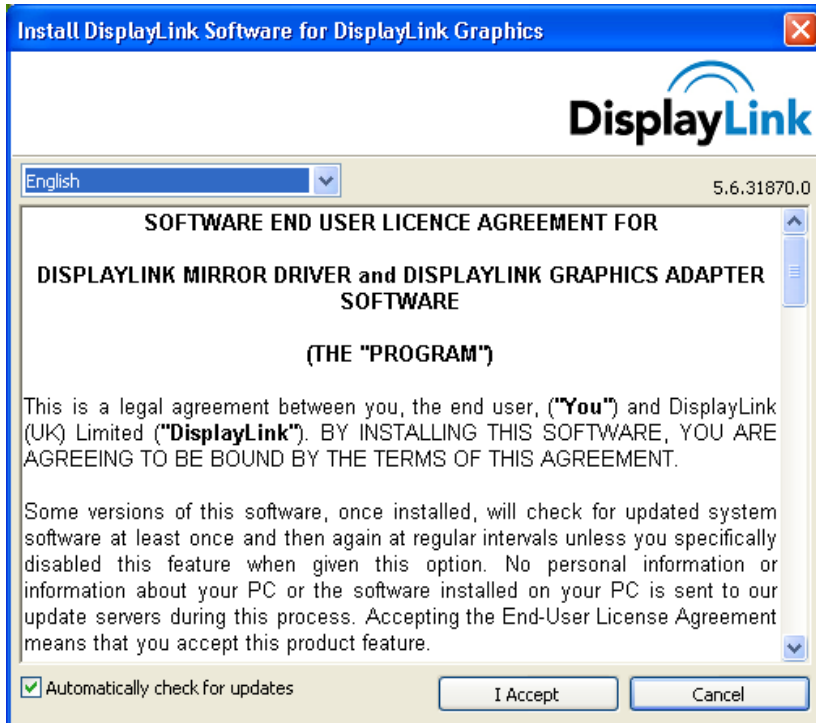 Install DisplayLink Software for DisplayLink Graphics
DisplayLink
English
5.6.31870.0
SOFTWARE END USER LICENCE AGREEMENT FOR
DISPLAYLINK MIRROR DRIVER and DISPLAYLINK GRAPHICS ADAPTER
SOFTWARE
(THE "PROGRAM")
This is a legal agreement between you, the end user, ("You") and DisplayLink
(UK) Limited ("DisplayLink"). BY INSTALLING THIS SOFTWARE, YOU ARE
AGREEING TO BE BOUND BY THE TERMS OF THIS AGREEMENT.
Some versions of this software, once installed, will check for updated system
software at least once and then again at regular intervals unless you specifically
disabled this feature when given this option. No personal information or
information about your PC or the software installed on your PC is sent to our
update servers during this process. Accepting the End-User License Agreement
means that you accept this product feature.
Automatically check for updates
I Accept
Cancel